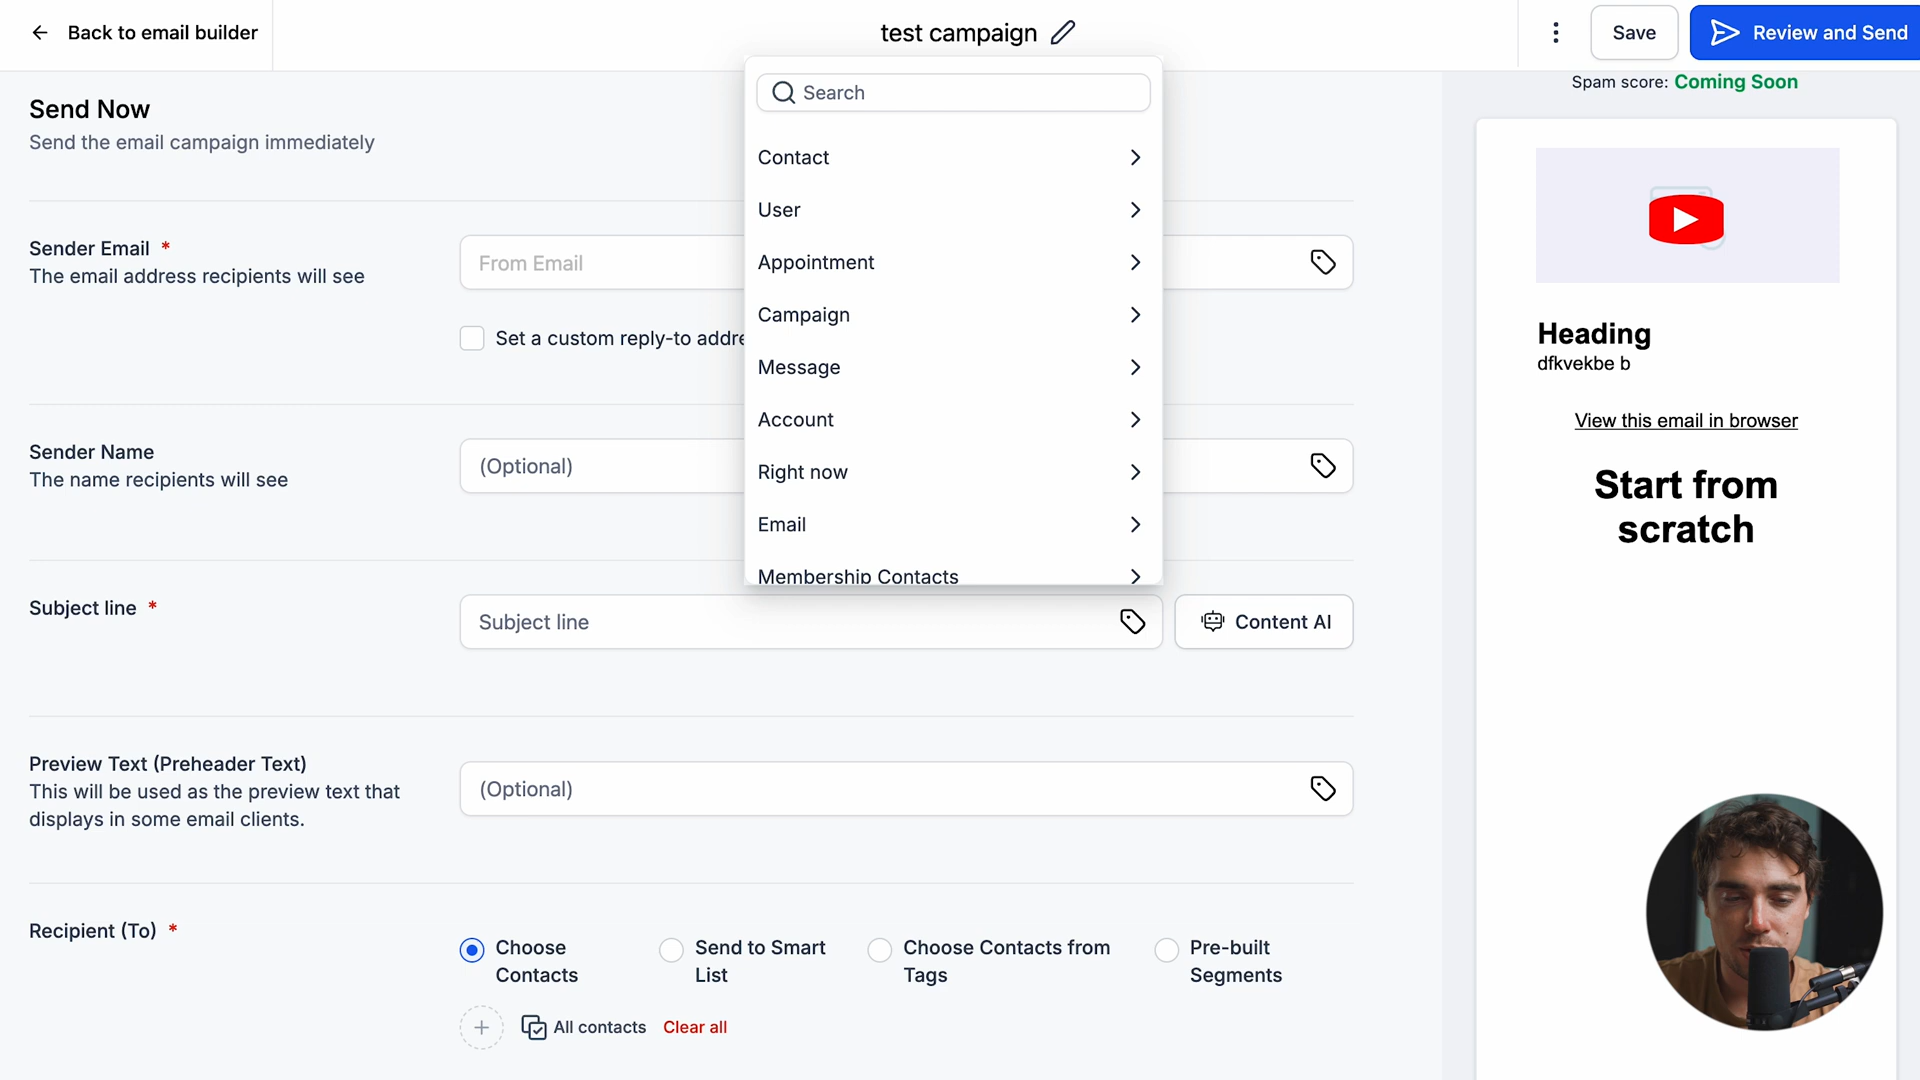 Back to email builder
test campaign
Save
Review and Send
Send Now
Send the email campaign immediately
Search
Contact
User
Appointment
Campaign
Message
Account
Right now
Email
Membership Contacts
Sender Email *
The email address recipients will see
From Email
Set a custom reply-to addre
Sender Name
The name recipients will see
(Optional)
Subject line *
Subject line
Content AI
Preview Text (Preheader Text)
This will be used as the preview text that
displays in some email clients.
(Optional)
Recipient (To) *
Choose
Contacts
Send to Smart
List
Choose Contacts from
Tags
Pre-built
Segments
All contacts
Clear all
Spam score: Coming Soon
Heading
dfkvekbe b
View this email in browser
Start from
scratch